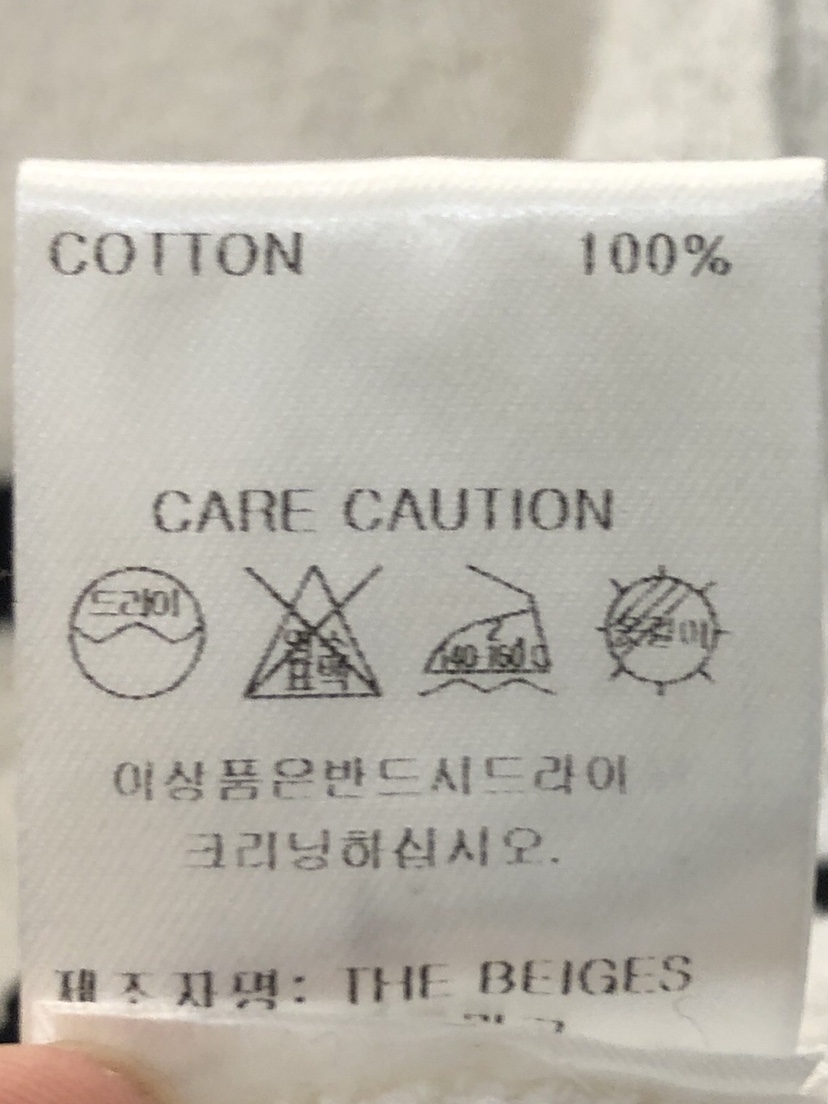 COTTON 100%
CARE CAUTION
드라이
염소
표백
2
140-160℃
옷걸이
이상품은반드시드라이
크리닝하십시오.
제조자명: THE BEIGES